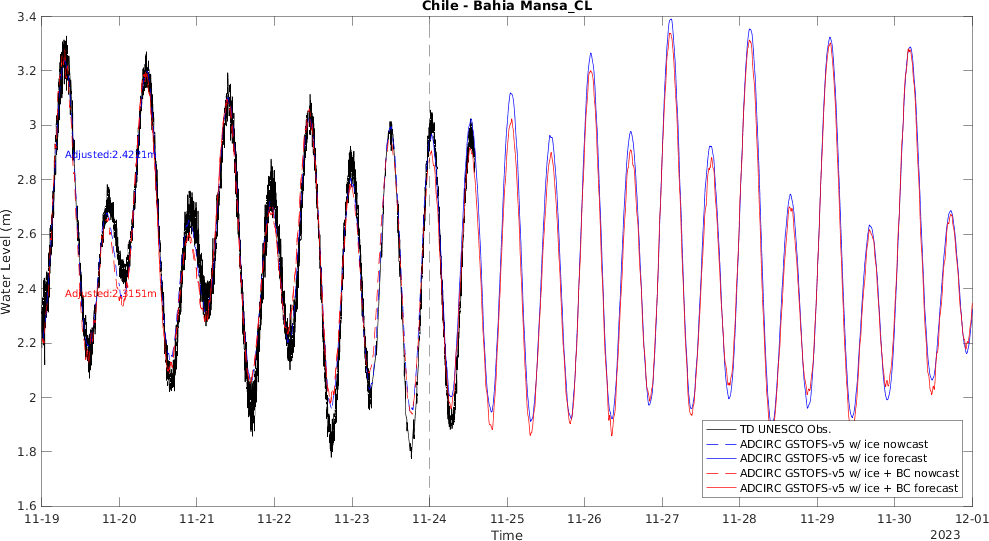 Chile - Bahia Mansa_CL
Water Level (m)
3.4
3.2
3
2.8
2.6
2.4
2.2
2
1.8
1.6
Adjusted:2.4221m
Adjusted:2.3151m
TD UNESCO Obs.
ADCIRC GSTOFS-v5 w/ ice nowcast
ADCIRC GSTOFS-v5 w/ ice forecast
ADCIRC GSTOFS-v5 w/ ice + BC nowcast
ADCIRC GSTOFS-v5 w/ ice + BC forecast
11-19 11-20 11-21 11-22 11-23 11-24 11-25 11-26 11-27 11-28 11-29 11-30 12-01
Time
2023